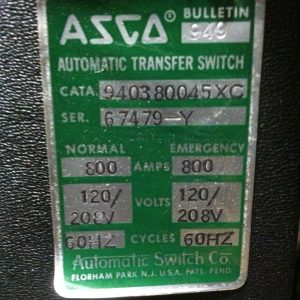 ASCO® BULLETIN
949
AUTOMATIC TRANSFER SWITCH
CATA. 940380045XC
SER. 67479-Y
NORMAL EMERGENCY
800 AMPS 800
120/ VOLTS 120/
208V 208V
60HZ CYCLES 60HZ
Automatic Switch Co.
FLORHAM PARK N.J. U.S.A. PATS. PEND.